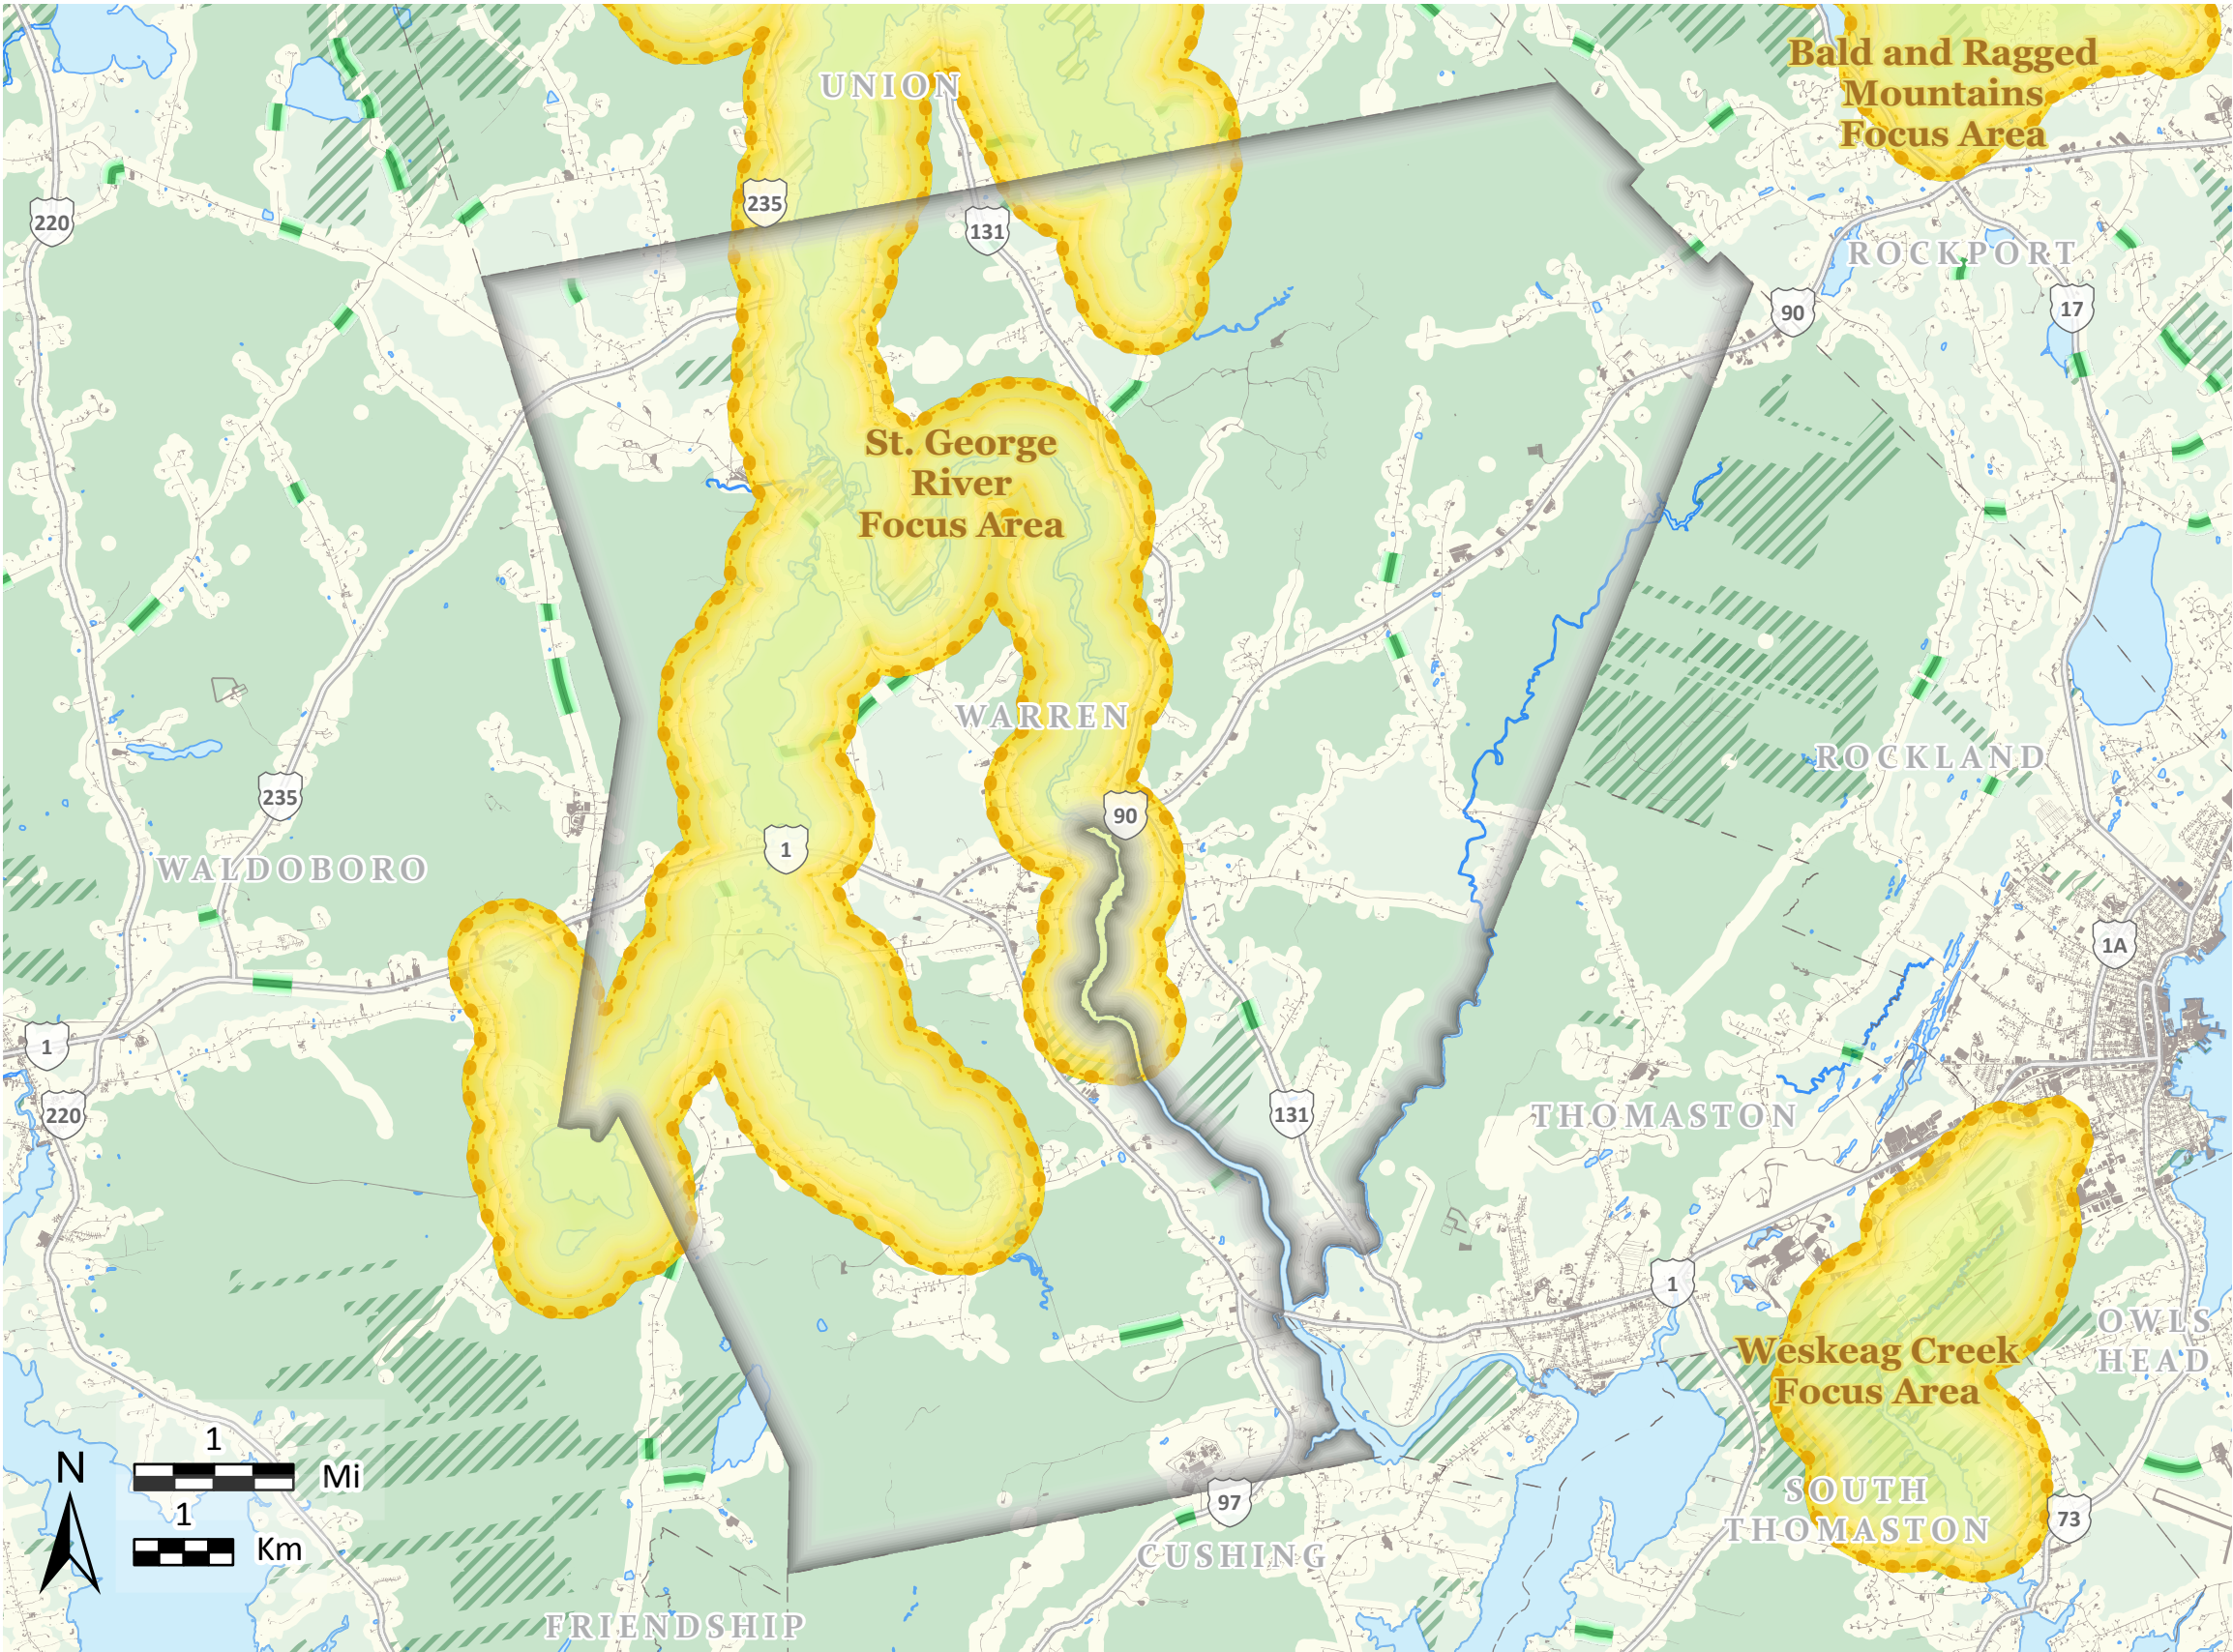 Bald and Ragged
Mountains
Focus Area
UNION
235
131
220
ROCKPORT
90
17
St. George
River
Focus Area
WARREN
ROCKLAND
235
90
1
WALDOBORO
1A
1
220
131
THOMASTON
1
OWLS
HEAD
Weskeag Creek
Focus Area
1
Mi
N
1
Km
97
SOUTH
THOMASTON
73
CUSHING
FRIENDSHIP